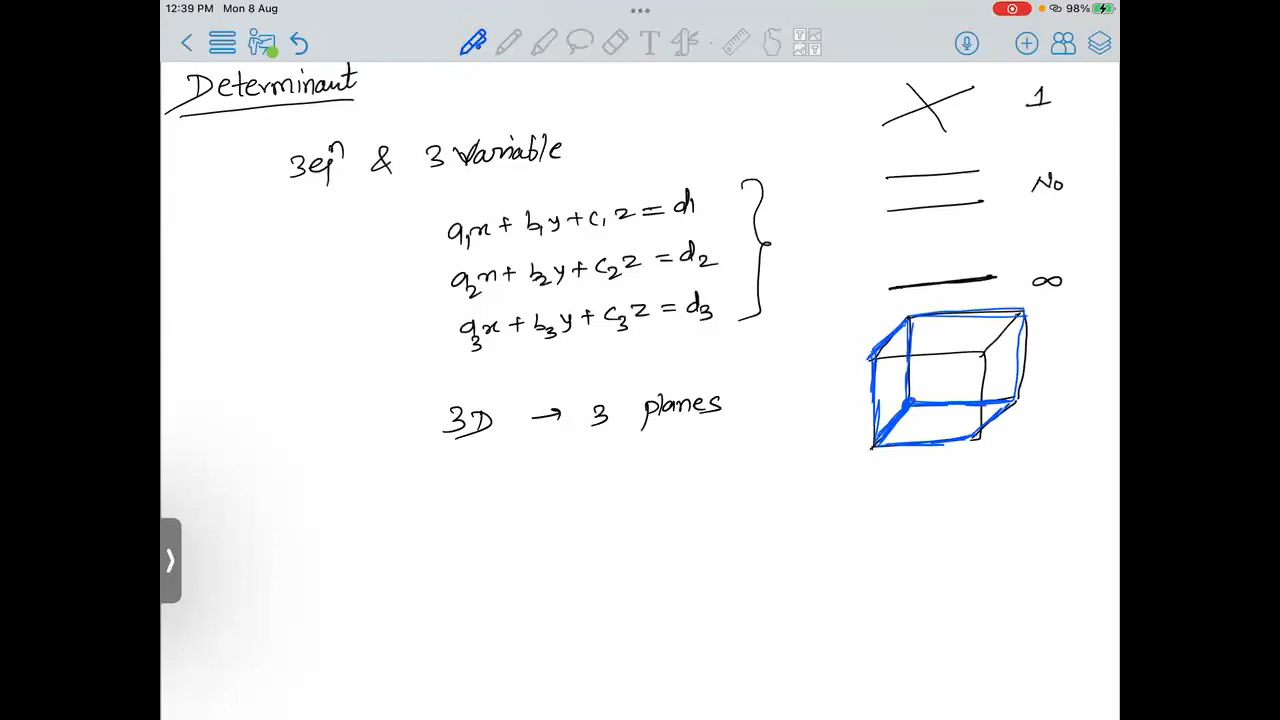 12:39 PM Mon 8 Aug
98%
Determinant
3eqⁿ & 3 Variable
a₁x + b₁y + c₁z = d₁
a₂x + b₂y + c₂z = d₂
a₃x + b₃y + c₃z = d₃
3D → 3 planes
1
No
∞